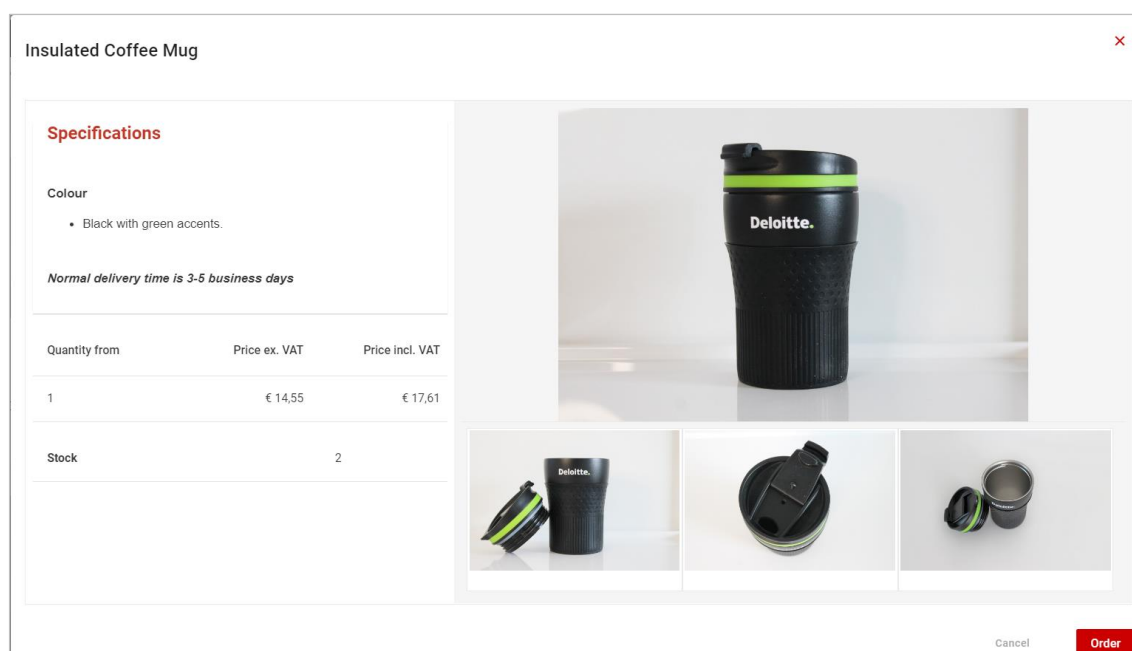 Insulated Coffee Mug
×
Specifications
Colour
• Black with green accents.
Normal delivery time is 3-5 business days
Quantity from Price ex. VAT Price incl. VAT
1 € 14,55 € 17,61
Stock 2
Deloitte.
Deloitte.
Cancel Order